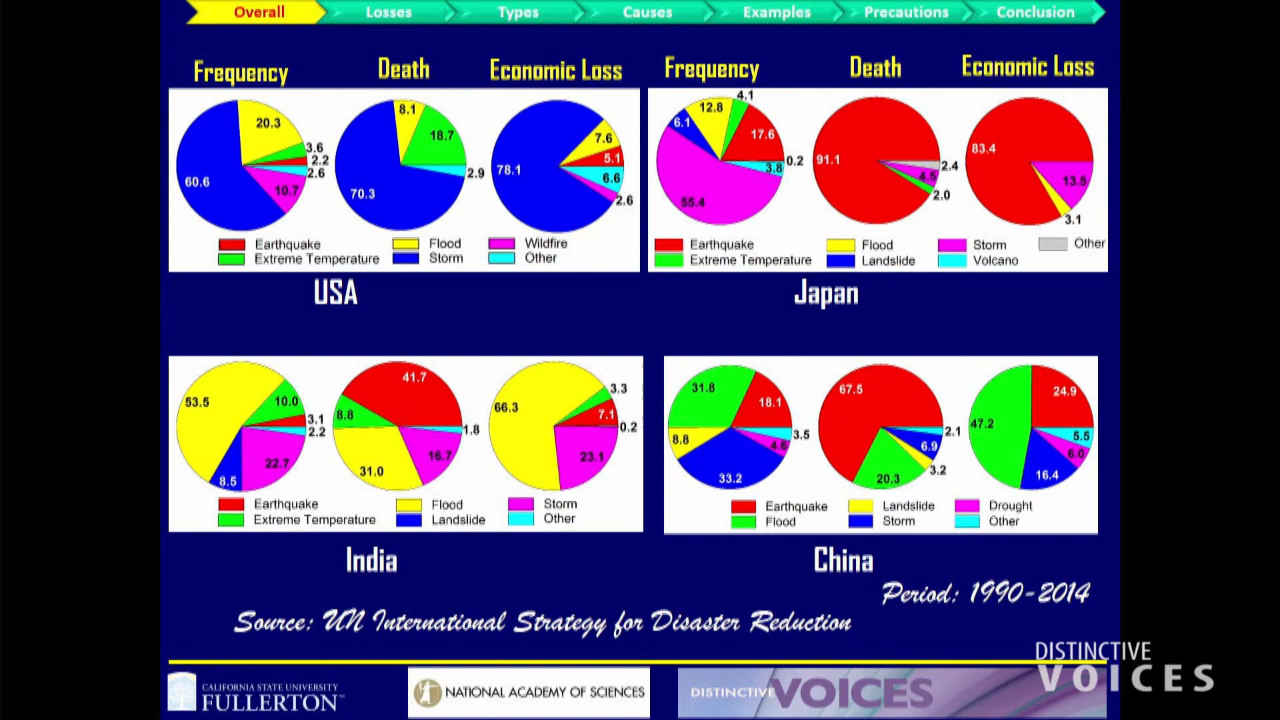 Overall
Losses
Types
Causes
Examples
Precautions
Conclusion
Frequency
Death
Economic Loss
20.3
3.6
2.2
2.6
10.7
60.6
8.1
18.7
2.9
70.3
7.6
5.1
6.6
2.6
78.1
Earthquake
Flood
Wildfire
Extreme Temperature
Storm
Other
USA
Frequency
Death
Economic Loss
4.1
12.8
6.1
17.6
0.2
3.8
55.4
91.1
2.4
4.5
2.0
83.4
13.5
3.1
Earthquake
Flood
Storm
Other
Extreme Temperature
Landslide
Volcano
Japan
53.5
10.0
3.1
2.2
22.7
8.5
41.7
8.8
1.8
16.7
31.0
3.3
66.3
7.1
0.2
23.1
Earthquake
Flood
Storm
Extreme Temperature
Landslide
Other
India
31.8
18.1
3.5
4.6
8.8
33.2
67.5
2.1
6.9
3.2
20.3
24.9
47.2
5.5
6.0
16.4
Earthquake
Landslide
Drought
Flood
Storm
Other
China
Period: 1990-2014
Source: UN International Strategy for Disaster Reduction
CALIFORNIA STATE UNIVERSITY
FULLERTON™
NATIONAL ACADEMY OF SCIENCES
DISTINCTIVE VOICES
DISTINCTIVE
VOICES